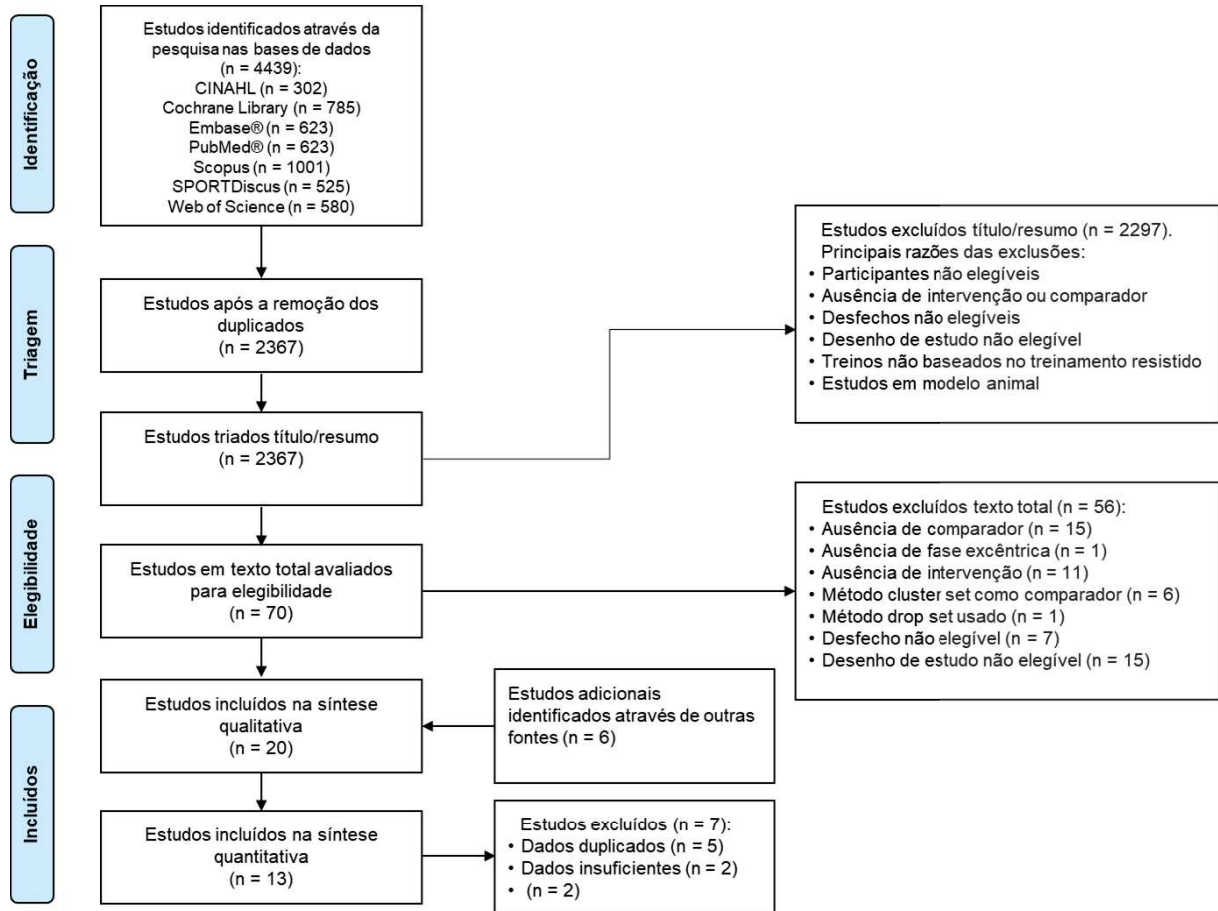 Identificação
Estudos identificados através da
pesquisa nas bases de dados
(n = 4439):
CINAHL (n = 302)
Cochrane Library (n = 785)
Embase® (n = 623)
PubMed® (n = 623)
Scopus (n = 1001)
SPORTDiscus (n = 525)
Web of Science (n = 580)
Triagem
Estudos após a remoção dos
duplicados
(n = 2367)
Estudos triados título/resumo
(n = 2367)
Estudos excluídos título/resumo (n = 2297).
Principais razões das exclusões:
• Participantes não elegíveis
• Ausência de intervenção ou comparador
• Desfechos não elegíveis
• Desenho de estudo não elegível
• Treinos não baseados no treinamento resistido
• Estudos em modelo animal
Elegibilidade
Estudos em texto total avaliados
para elegibilidade
(n = 70)
Estudos excluídos texto total (n = 56):
• Ausência de comparador (n = 15)
• Ausência de fase excêntrica (n = 1)
• Ausência de intervenção (n = 11)
• Método cluster set como comparador (n = 6)
• Método drop set usado (n = 1)
• Desfecho não elegível (n = 7)
• Desenho de estudo não elegível (n = 15)
Incluídos
Estudos incluídos na síntese
qualitativa
(n = 20)
Estudos adicionais
identificados através de outras
fontes (n = 6)
Estudos incluídos na síntese
quantitativa
(n = 13)
Estudos excluídos (n = 7):
• Dados duplicados (n = 5)
• Dados insuficientes (n = 2)
• (n = 2)